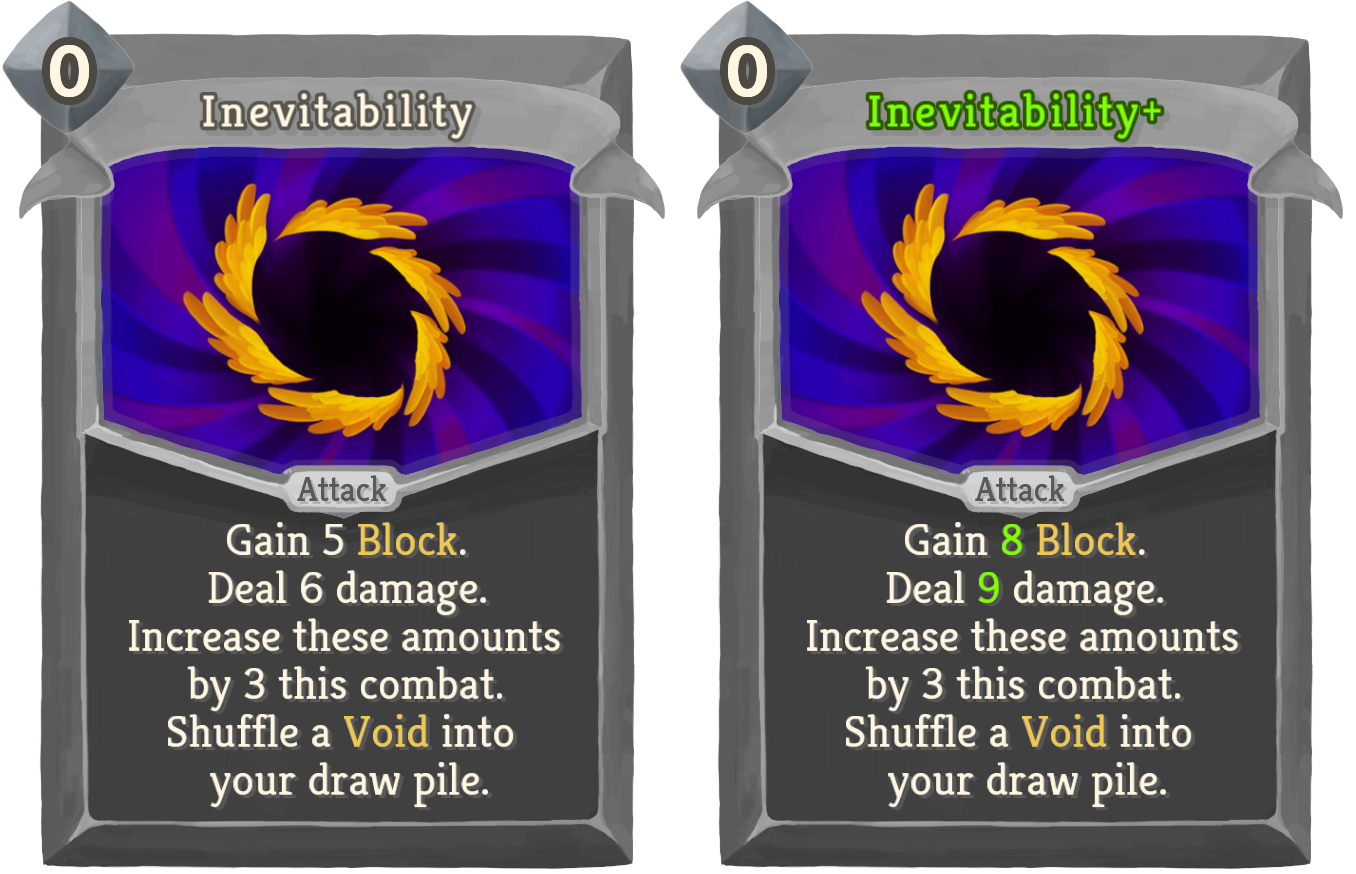 0
Inevitability
Attack
Gain 5 Block.
Deal 6 damage.
Increase these amounts
by 3 this combat.
Shuffle a Void into
your draw pile.
0
Inevitability+
Attack
Gain 8 Block.
Deal 9 damage.
Increase these amounts
by 3 this combat.
Shuffle a Void into
your draw pile.